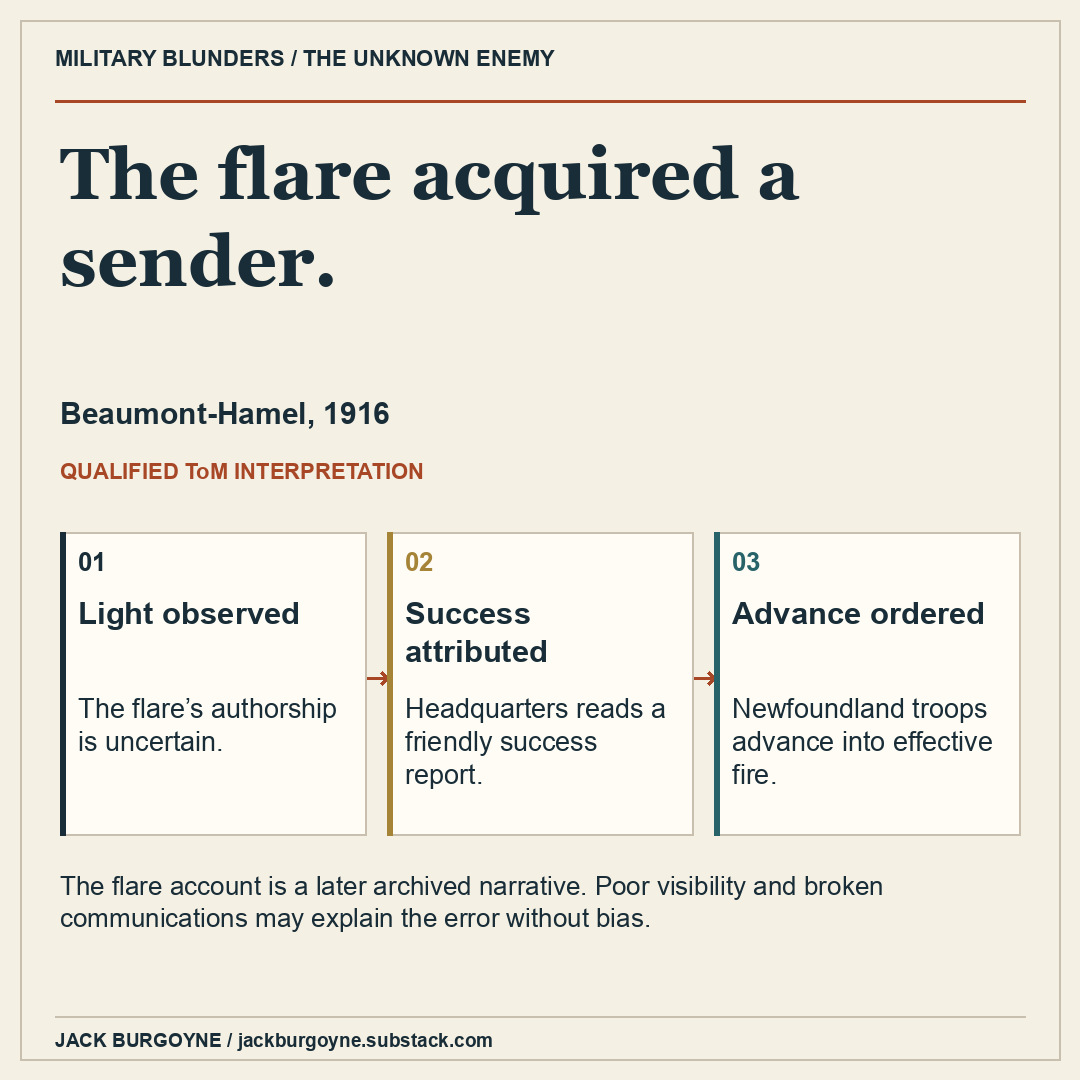 MILITARY BLUNDERS / THE UNKNOWN ENEMY
The flare acquired a
sender.
Beaumont-Hamel, 1916
QUALIFIED ToM INTERPRETATION
01
Light observed
The flare’s authorship
is uncertain.
02
Success
attributed
Headquarters reads a
friendly success
report.
03
Advance ordered
Newfoundland troops
advance into effective
fire.
The flare account is a later archived narrative. Poor visibility and broken
communications may explain the error without bias.
JACK BURGOYNE / jackburgoyne.substack.com